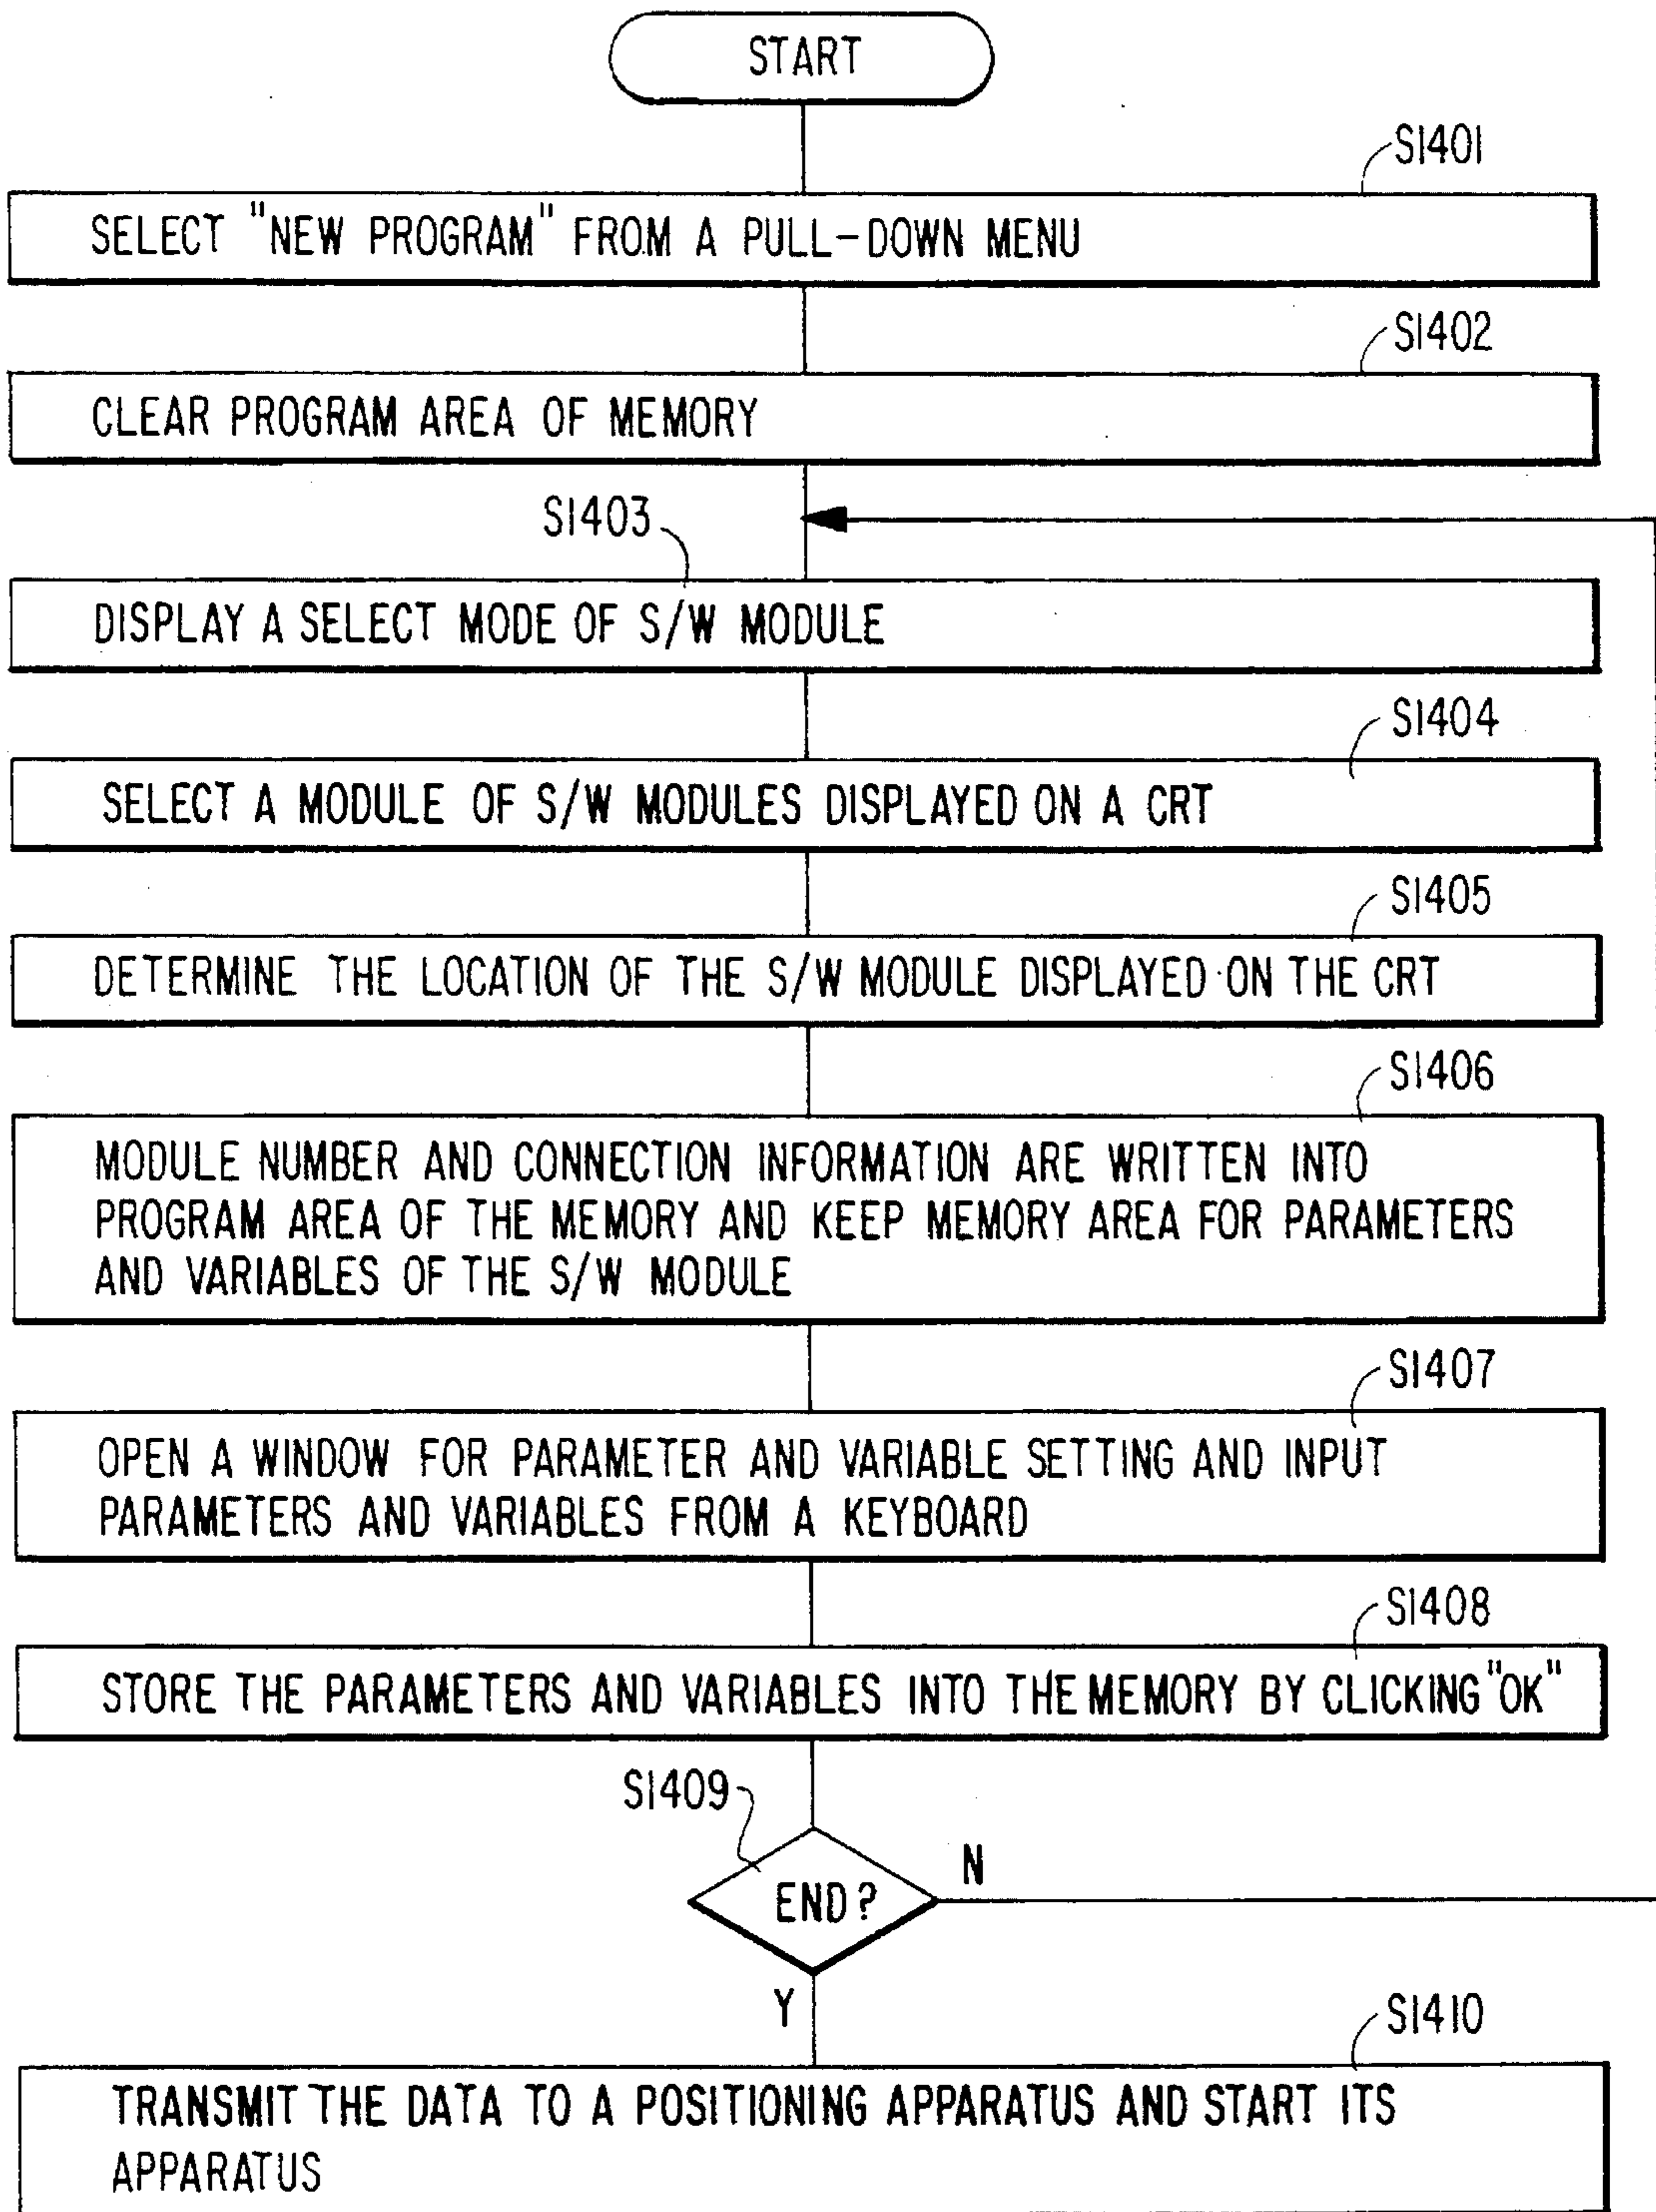 START
S1401
SELECT "NEW PROGRAM" FROM A PULL-DOWN MENU
S1402
CLEAR PROGRAM AREA OF MEMORY
S1403
DISPLAY A SELECT MODE OF S/W MODULE
S1404
SELECT A MODULE OF S/W MODULES DISPLAYED ON A CRT
S1405
DETERMINE THE LOCATION OF THE S/W MODULE DISPLAYED ON THE CRT
S1406
MODULE NUMBER AND CONNECTION INFORMATION ARE WRITTEN INTO
PROGRAM AREA OF THE MEMORY AND KEEP MEMORY AREA FOR PARAMETERS
AND VARIABLES OF THE S/W MODULE
S1407
OPEN A WINDOW FOR PARAMETER AND VARIABLE SETTING AND INPUT
PARAMETERS AND VARIABLES FROM A KEYBOARD
S1408
STORE THE PARAMETERS AND VARIABLES INTO THE MEMORY BY CLICKING "OK"
S1409
END?
N
Y
S1410
TRANSMIT THE DATA TO A POSITIONING APPARATUS AND START ITS
APPARATUS